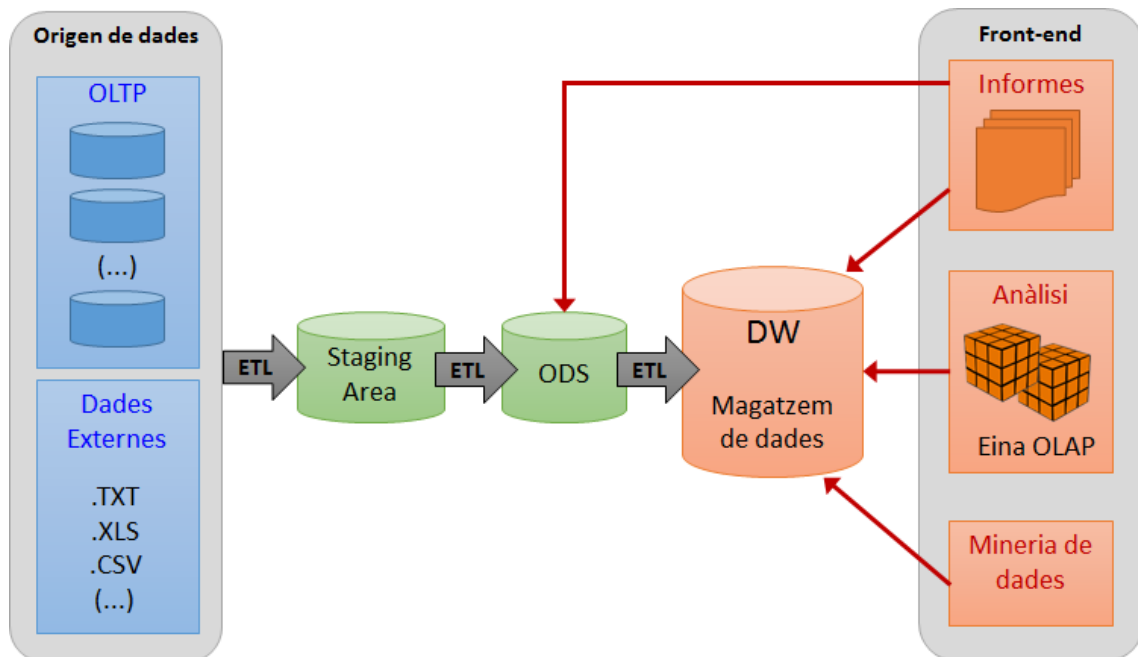 Origen de dades
OLTP
(...)
Dades
Externes
.TXT
.XLS
.CSV
(...)
ETL
Staging
Area
ETL
ODS
ETL
DW
Magatzem
de dades
Front-end
Informes
Anàlisi
Eina OLAP
Mineria de
dades